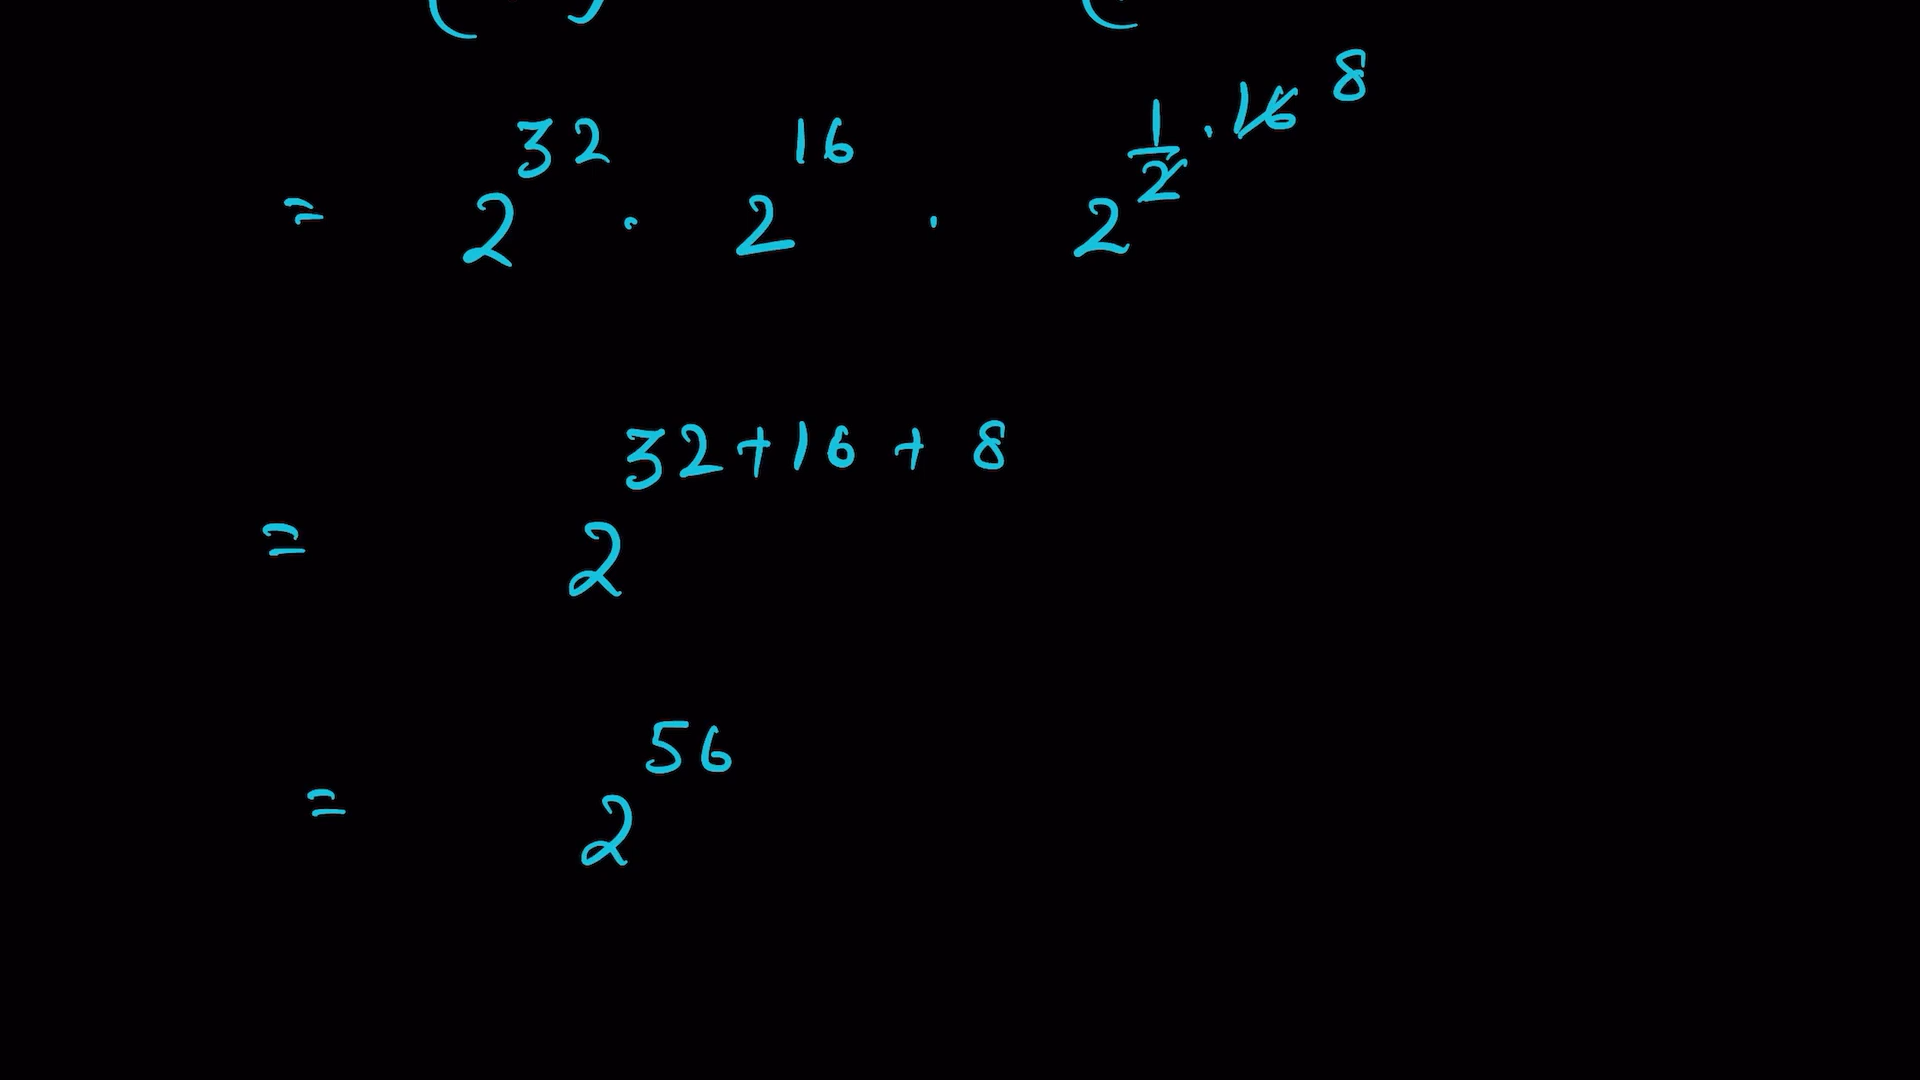 = 2^32 · 2^16 · 2^(1/2 · 16) 8
= 2^(32+16+8)
= 2^56